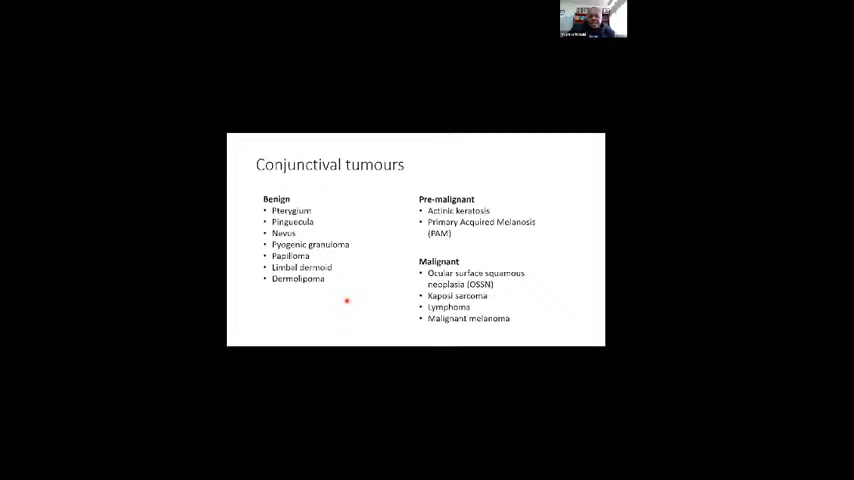 Conjunctival tumours
Benign
• Pterygium
• Pinguecula
• Nevus
• Pyogenic granuloma
• Papilloma
• Limbal dermoid
• Dermolipoma
Pre-malignant
• Actinic keratosis
• Primary Acquired Melanosis
(PAM)
Malignant
• Ocular surface squamous
neoplasia (OSSN)
• Kaposi sarcoma
• Lymphoma
• Malignant melanoma